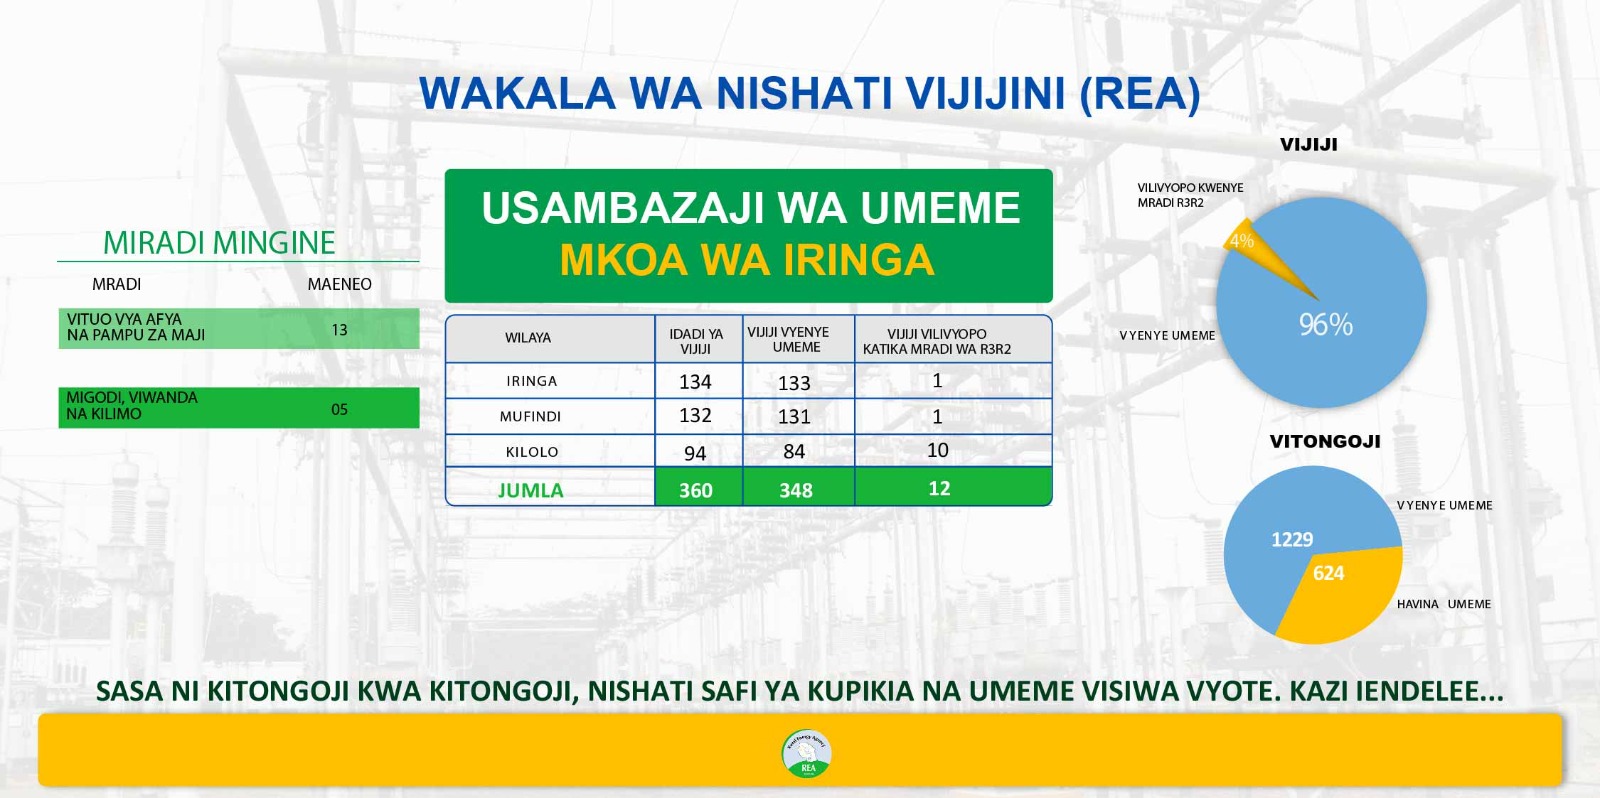 WAKALA WA NISHATI VIJIJINI (REA)
USAMBAZAJI WA UMEME
MKOA WA IRINGA
MIRADI MINGINE
MRADI MAENEO
VITUO VYA AFYA
NA PAMPU ZA MAJI 13
MIGODI, VIWANDA
NA KILIMO 05
WILAYA IDADI YA VIJIJI VIJIJI VYENYE UMEME VIJIJI VILIVYOPO KATIKA MRADI WA R3R2
IRINGA 134 133 1
MUFINDI 132 131 1
KILOLO 94 84 10
JUMLA 360 348 12
VIJIJI
VILIVYOPO KWENYE
MRADI R3R2
4%
VYENYE UMEME
96%
VITONGOJI
VYENYE UMEME
1229
624
HAVINA UMEME
SASA NI KITONGOJI KWA KITONGOJI, NISHATI SAFI YA KUPIKIA NA UMEME VISIWA VYOTE. KAZI IENDELEE...
Rural Energy Agency
REA